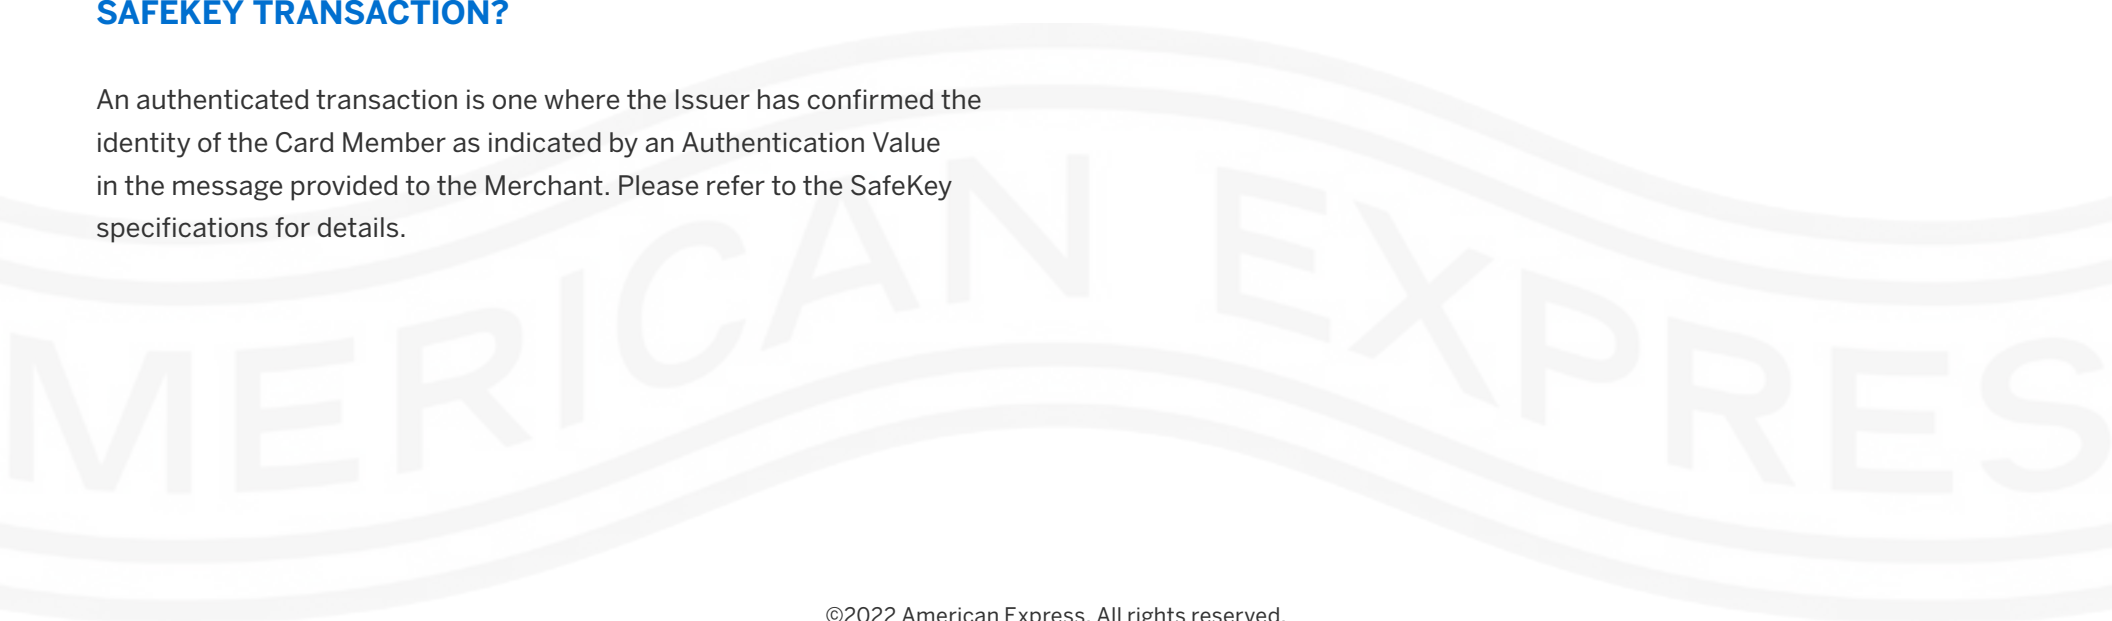 SAFEKEY TRANSACTION?
An authenticated transaction is one where the Issuer has confirmed the
identity of the Card Member as indicated by an Authentication Value
in the message provided to the Merchant. Please refer to the SafeKey
specifications for details.
MERICAN EXPRES
©2022 American Express. All rights reserved.